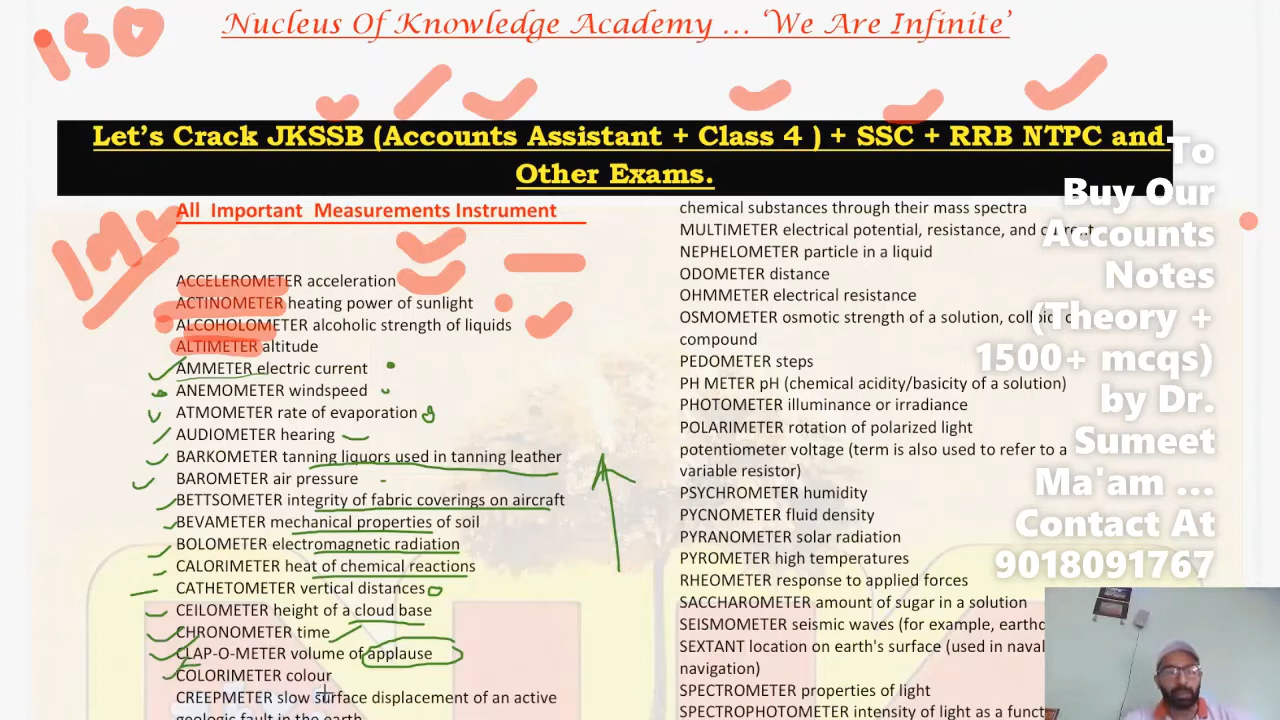 Nucleus Of Knowledge Academy ... ‘We Are Infinite’
ISO
Let’s Crack JKSSB (Accounts Assistant + Class 4 ) + SSC + RRB NTPC and
Other Exams.
All Important Measurements Instrument
ACCELEROMETER acceleration
ACTINOMETER heating power of sunlight
ALCOHOLOMETER alcoholic strength of liquids
ALTIMETER altitude
AMMETER electric current
ANEMOMETER windspeed
ATMOMETER rate of evaporation
AUDIOMETER hearing
BARKOMETER tanning liquors used in tanning leather
BAROMETER air pressure
BETTSOMETER integrity of fabric coverings on aircraft
BEVAMETER mechanical properties of soil
BOLOMETER electromagnetic radiation
CALORIMETER heat of chemical reactions
CATHETOMETER vertical distances
CEILOMETER height of a cloud base
CHRONOMETER time
CLAP-O-METER volume of applause
COLORIMETER colour
CREEPMETER slow surface displacement of an active
geologic fault in the earth
chemical substances through their mass spectra
MULTIMETER electrical potential, resistance, and current
NEPHELOMETER particle in a liquid
ODOMETER distance
OHMMETER electrical resistance
OSMOMETER osmotic strength of a solution,
compound
PEDOMETER steps
PH METER pH (chemical acidity/basicity of a solution)
PHOTOMETER illuminance or irradiance
POLARIMETER rotation of polarized light
potentiometer voltage (term is also used to refer to a
variable resistor)
PSYCHROMETER humidity
PYCNOMETER fluid density
PYRANOMETER solar radiation
PYROMETER high temperatures
RHEOMETER response to applied forces
SACCHAROMETER amount of sugar in a solution
SEISMOMETER seismic waves (for example,
SEXTANT location on earth's surface (used in naval
navigation)
SPECTROMETER properties of light
SPECTROPHOTOMETER intensity of light as a
To
Buy Our
Accounts
Notes
(Theory +
1500+ mcqs)
by Dr.
Sumeet
Ma'am ...
Contact At
9018091767